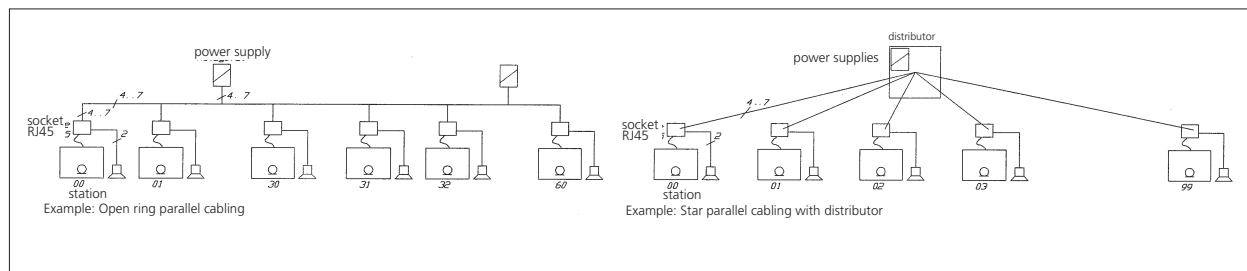 power supply
4..7
4..7
4..7
socket
RJ45
2
00
01
30
31
32
60
station
Example: Open ring parallel cabling
distributor
power supplies
4..7
socket
RJ45
2
00
01
02
03
99
station
Example: Star parallel cabling with distributor